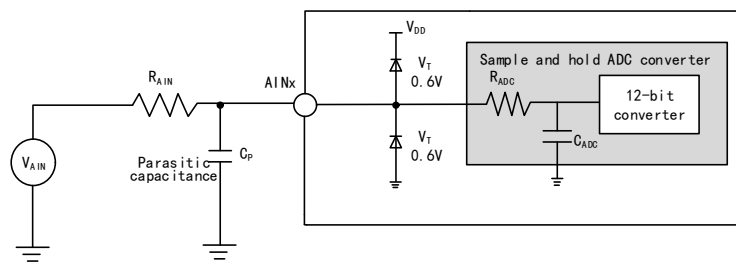 V_DD
Sample and hold ADC converter
R_AIN
AINx
V_T
0.6V
R_ADC
12-bit
converter
V_AIN
Parasitic
capacitance
C_P
V_T
0.6V
C_ADC